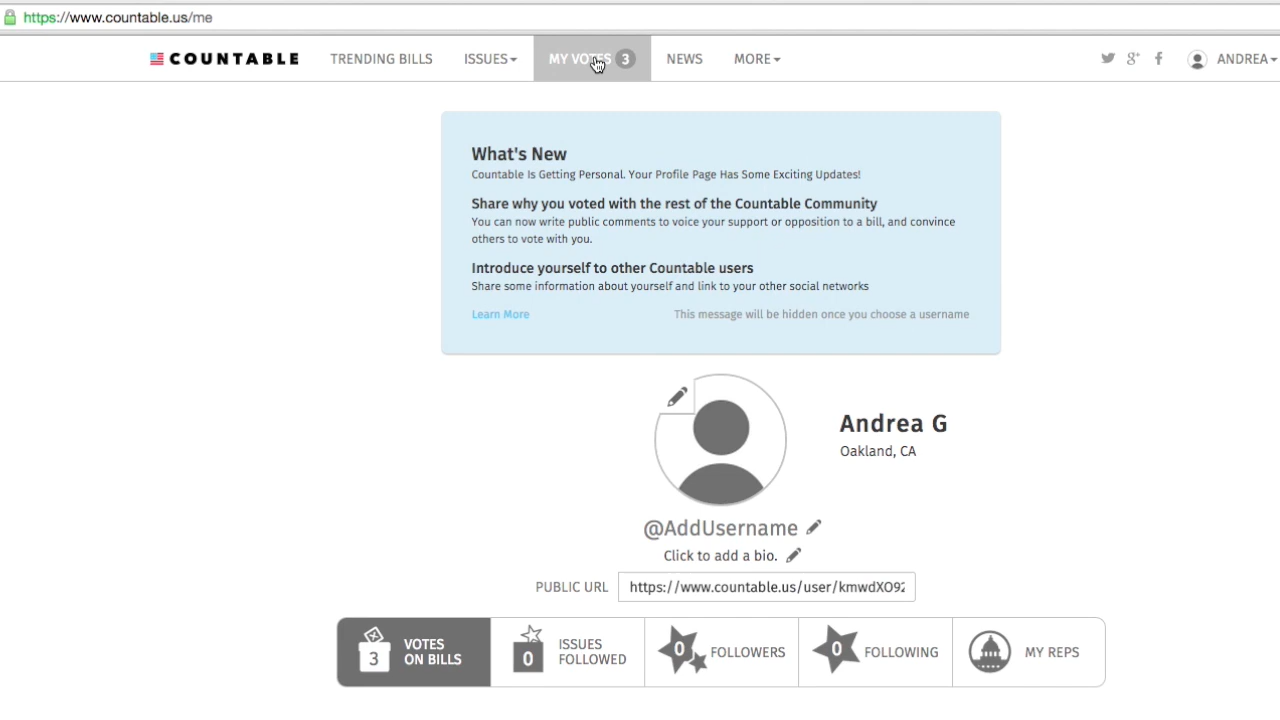 https://www.countable.us/me
COUNTABLE TRENDING BILLS ISSUES MY VOTES 3 NEWS MORE ANDREA
What's New
Countable Is Getting Personal. Your Profile Page Has Some Exciting Updates!
Share why you voted with the rest of the Countable Community
You can now write public comments to voice your support or opposition to a bill, and convince
others to vote with you.
Introduce yourself to other Countable users
Share some information about yourself and link to your other social networks
Learn More This message will be hidden once you choose a username
Andrea G
Oakland, CA
@AddUsername
Click to add a bio.
PUBLIC URL https://www.countable.us/user/kmwdXO92
3 VOTES
ON BILLS
0 ISSUES
FOLLOWED
0 FOLLOWERS
0 FOLLOWING
MY REPS